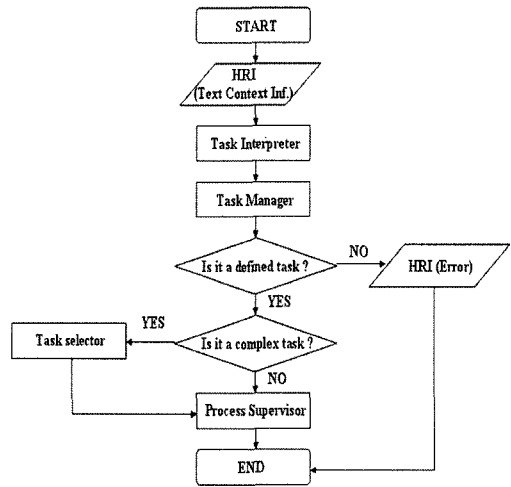 START
HRI
(Text Context Inf.)
Task Interpreter
Task Manager
Is it a defined task ?
NO
HRI (Error)
YES
Is it a complex task ?
YES
Task selector
NO
Process Supervisor
END